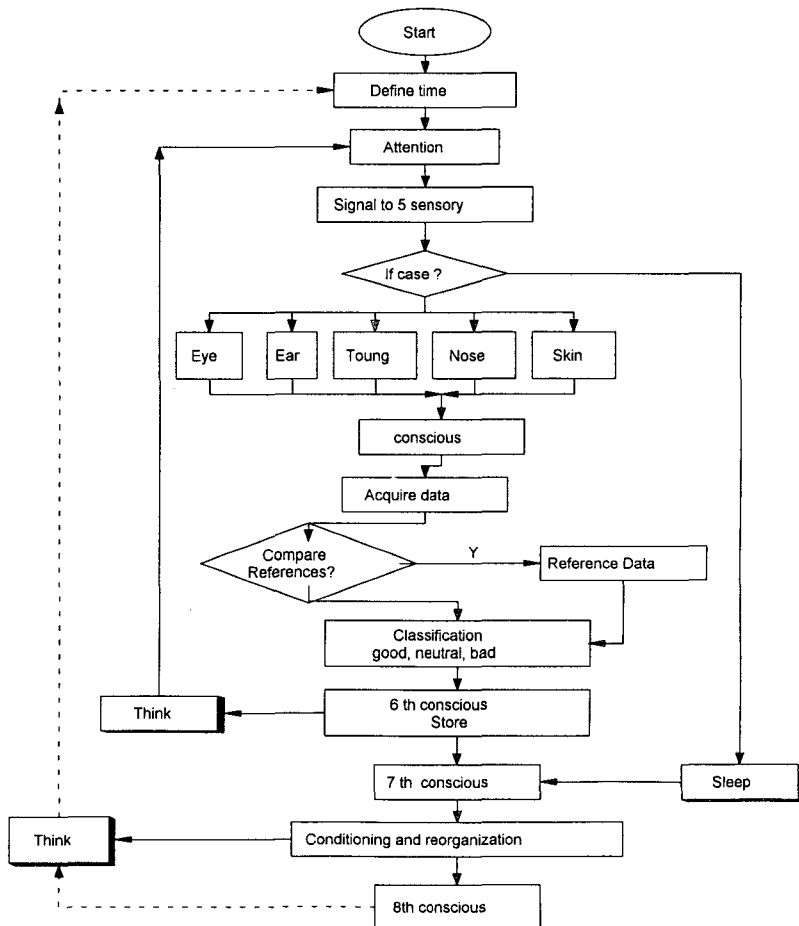 Start
Define time
Attention
Signal to 5 sensory
If case ?
Eye
Ear
Toung
Nose
Skin
conscious
Acquire data
Compare
References?
Y
Reference Data
Classification
good, neutral, bad
Think
6 th conscious
Store
7 th conscious
Sleep
Think
Conditioning and reorganization
8th conscious